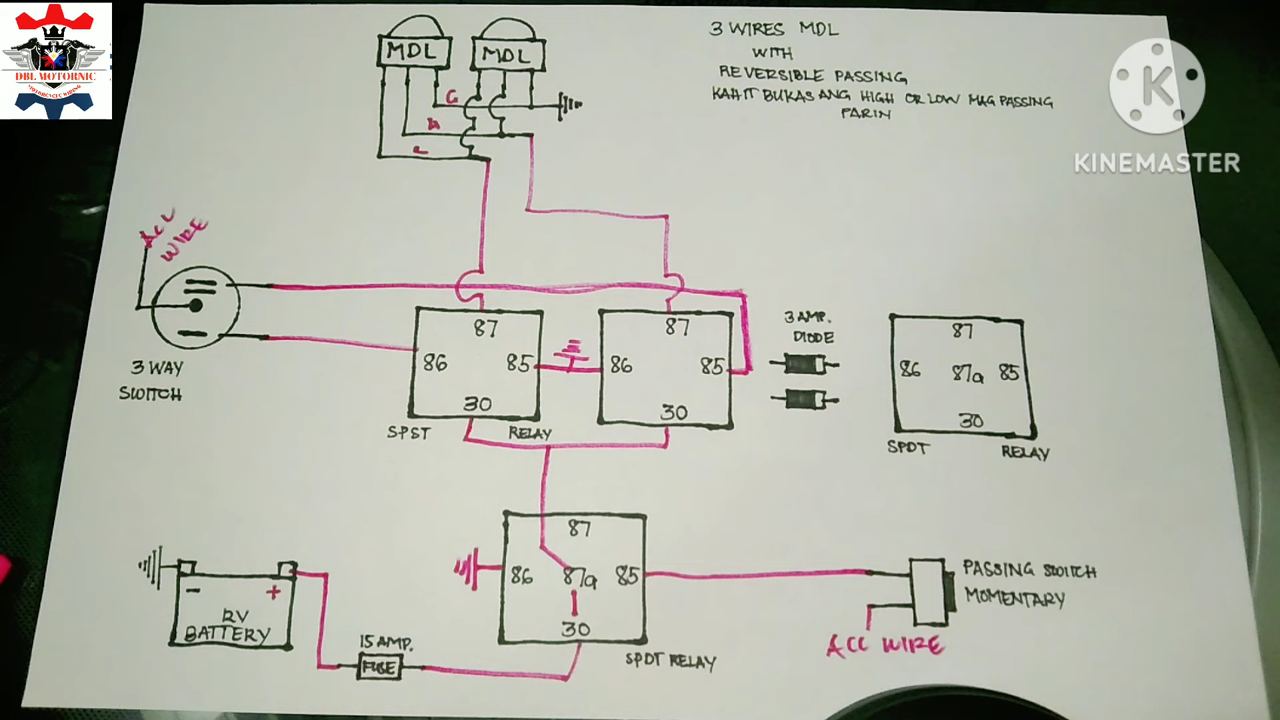 DBL MOTORNIC
MOTORCYCLE WIRING
MDL
MDL
3 WIRES MDL
WITH
REVERSIBLE PASSING
KAHIT BUKAS ANG HIGH OR LOW MAG PASSING
PARIN
KINEMASTER
G
H
L
ACC
WIRE
3 WAY
SWITCH
87
86
85
30
SPST
RELAY
87
86
85
30
3 AMP.
DIODE
87
86
87a
85
30
SPDT
RELAY
87
86
87a
85
30
SPDT RELAY
-
+
12V
BATTERY
15 AMP.
FUSE
PASSING SWITCH
MOMENTARY
ACC WIRE